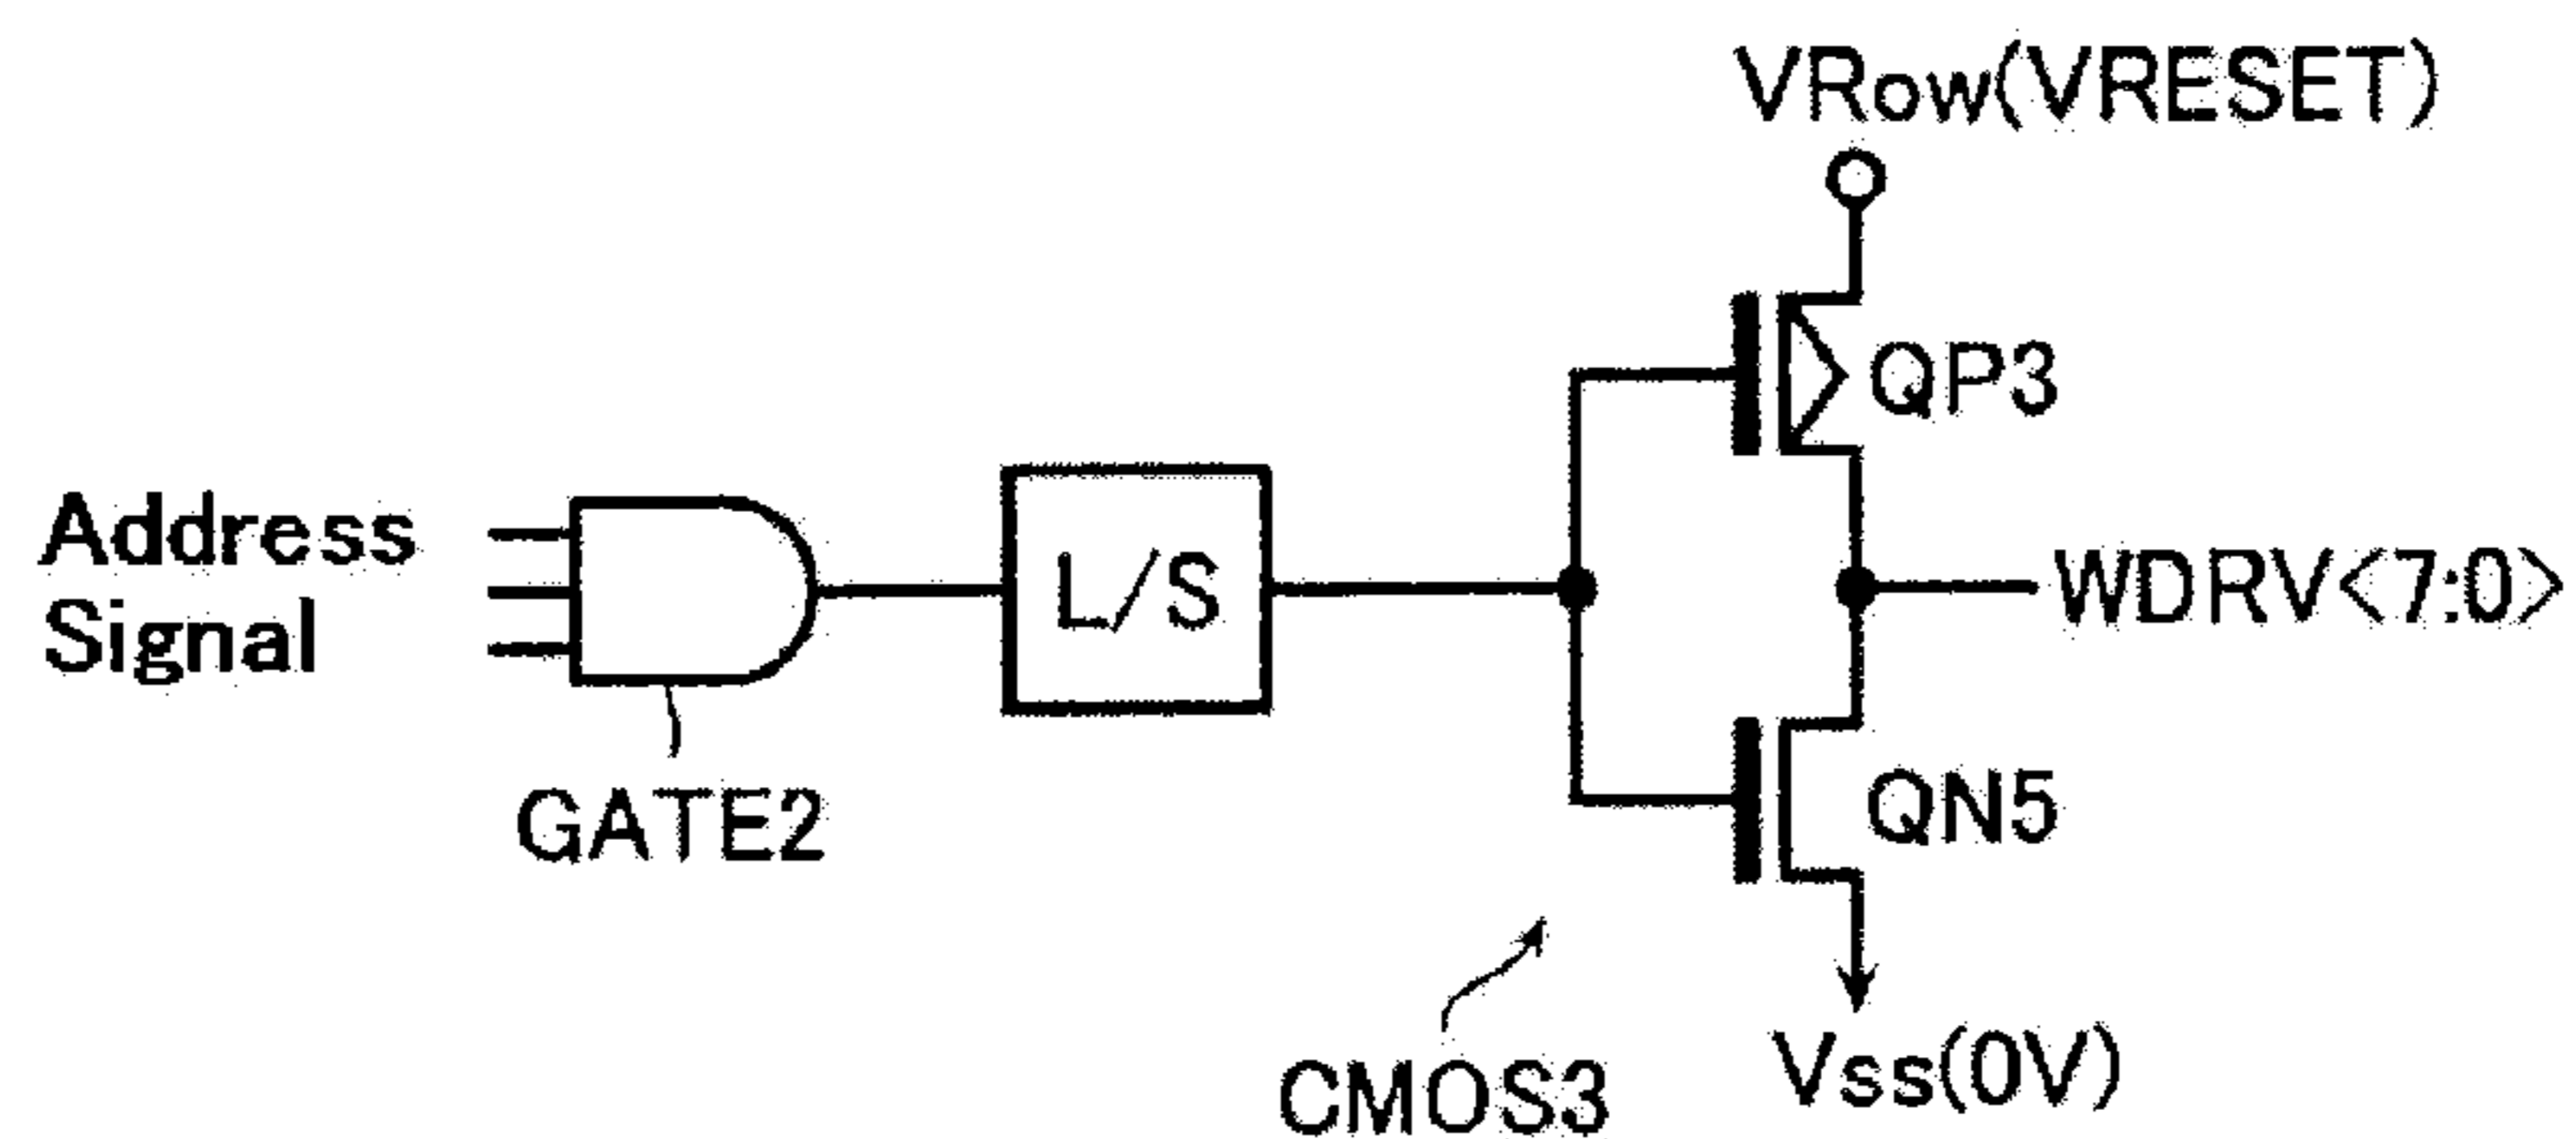 VRow(VRESET)
QP3
Address
Signal
L/S
WDRV<7:0>
GATE2
QN5
CMOS3
Vss(0V)